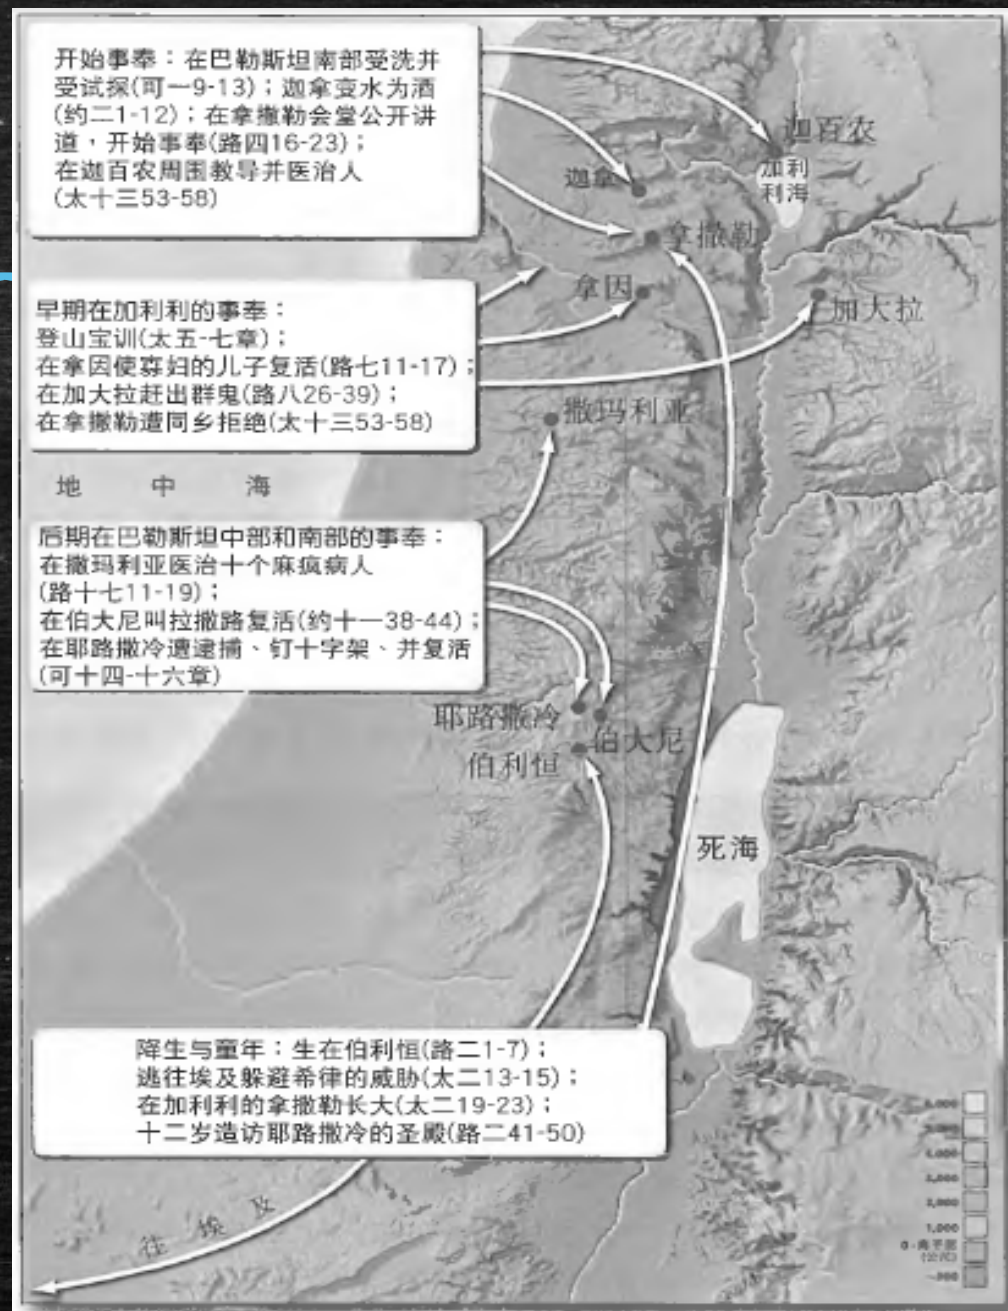 开始事奉：在巴勒斯坦南部受洗并
受试探(可一9-13)；迦拿变水为酒
(约二1-12)；在拿撒勒会堂公开讲
道，开始事奉(路四16-23)；
在迦百农周围教导并医治人
(太十三53-58)
迦百农
加利
利海
迦拿
拿撒勒
拿因
加大拉
早期在加利利的事奉：
登山宝训(太五-七章)；
在拿因使寡妇的儿子复活(路七11-17)；
在加大拉赶出群鬼(路八26-39)；
在拿撒勒遭同乡拒绝(太十三53-58)
撒玛利亚
地 中 海
后期在巴勒斯坦中部和南部的事奉：
在撒玛利亚医治十个麻疯病人
(路十七11-19)；
在伯大尼叫拉撒路复活(约十一38-44)；
在耶路撒冷遭逮捕、钉十字架、并复活
(可十四-十六章)
耶路撒冷
伯大尼
伯利恒
死海
降生与童年：生在伯利恒(路二1-7)；
逃往埃及躲避希律的威胁(太二13-15)；
在加利利的拿撒勒长大(太二19-23)；
十二岁造访耶路撒冷的圣殿(路二41-50)
往埃及
1,000